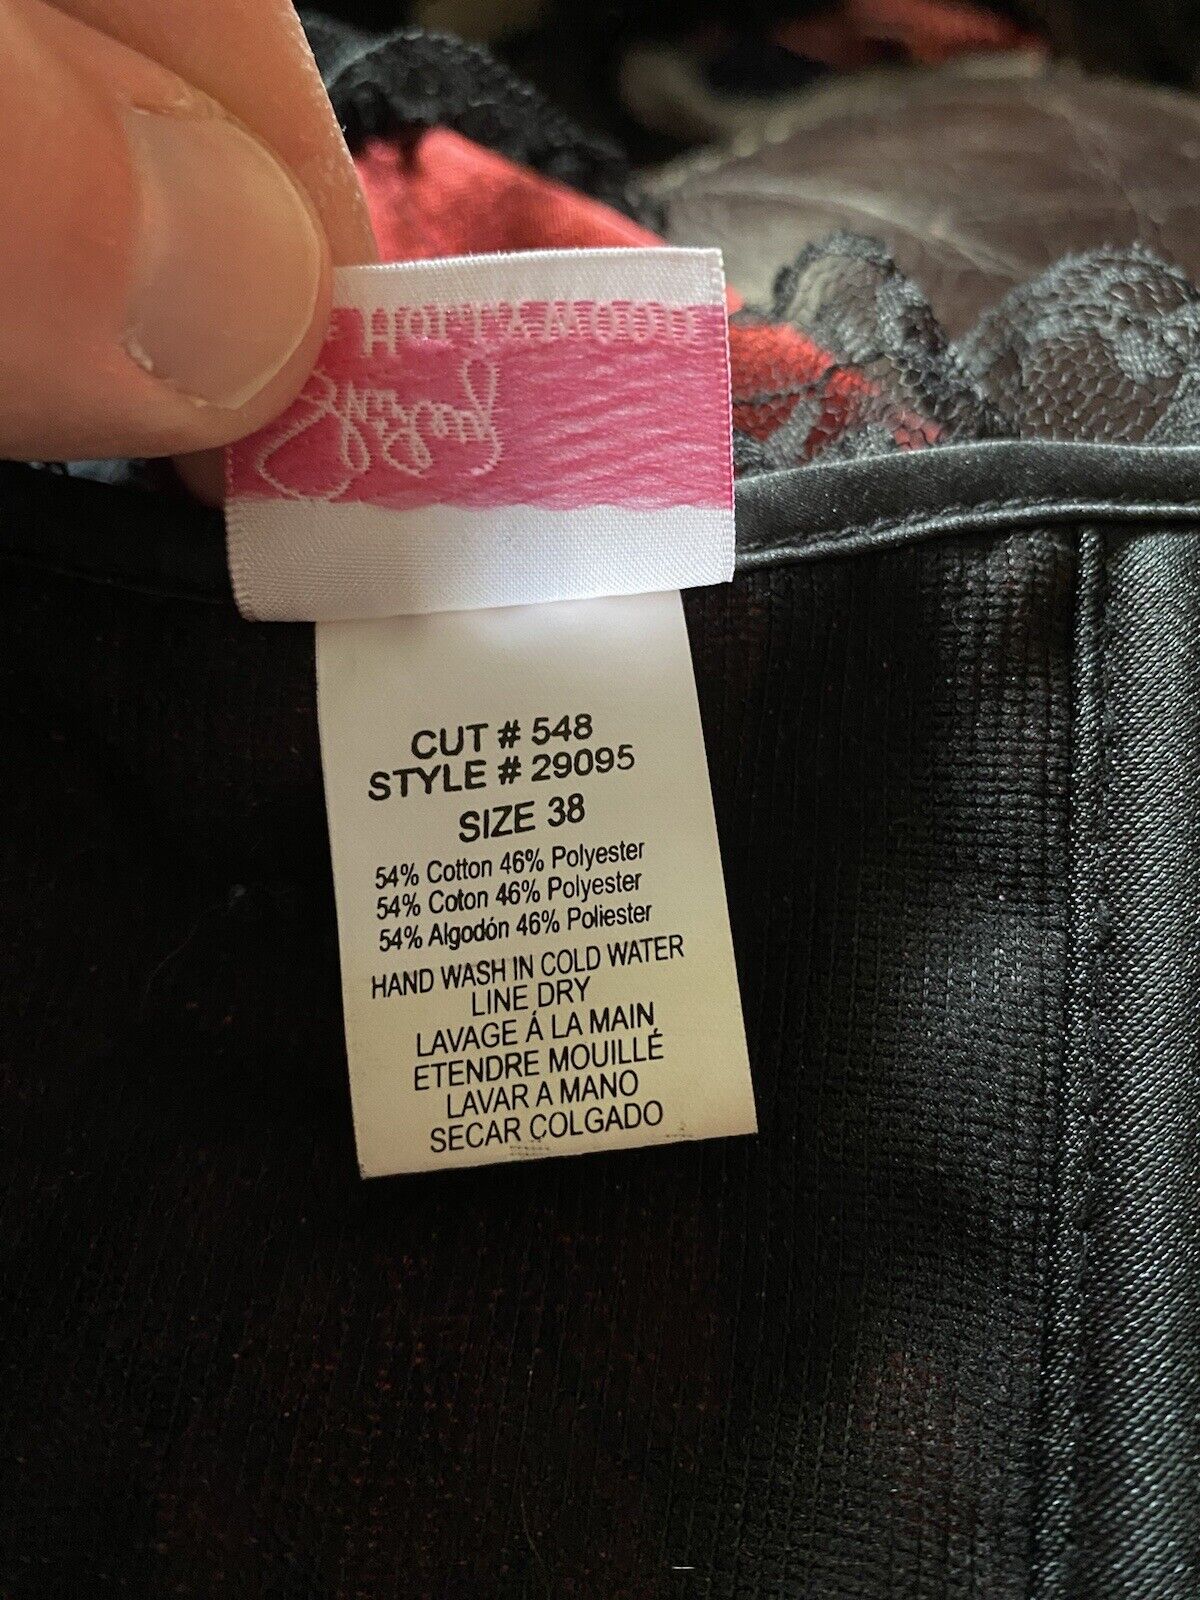 HOLLYWOOD
CUT # 548
STYLE # 29095
SIZE 38
54% Cotton 46% Polyester
54% Coton 46% Polyester
54% Algodón 46% Poliester
HAND WASH IN COLD WATER
LINE DRY
LAVAGE Á LA MAIN
ETENDRE MOUILLÉ
LAVAR A MANO
SECAR COLGADO